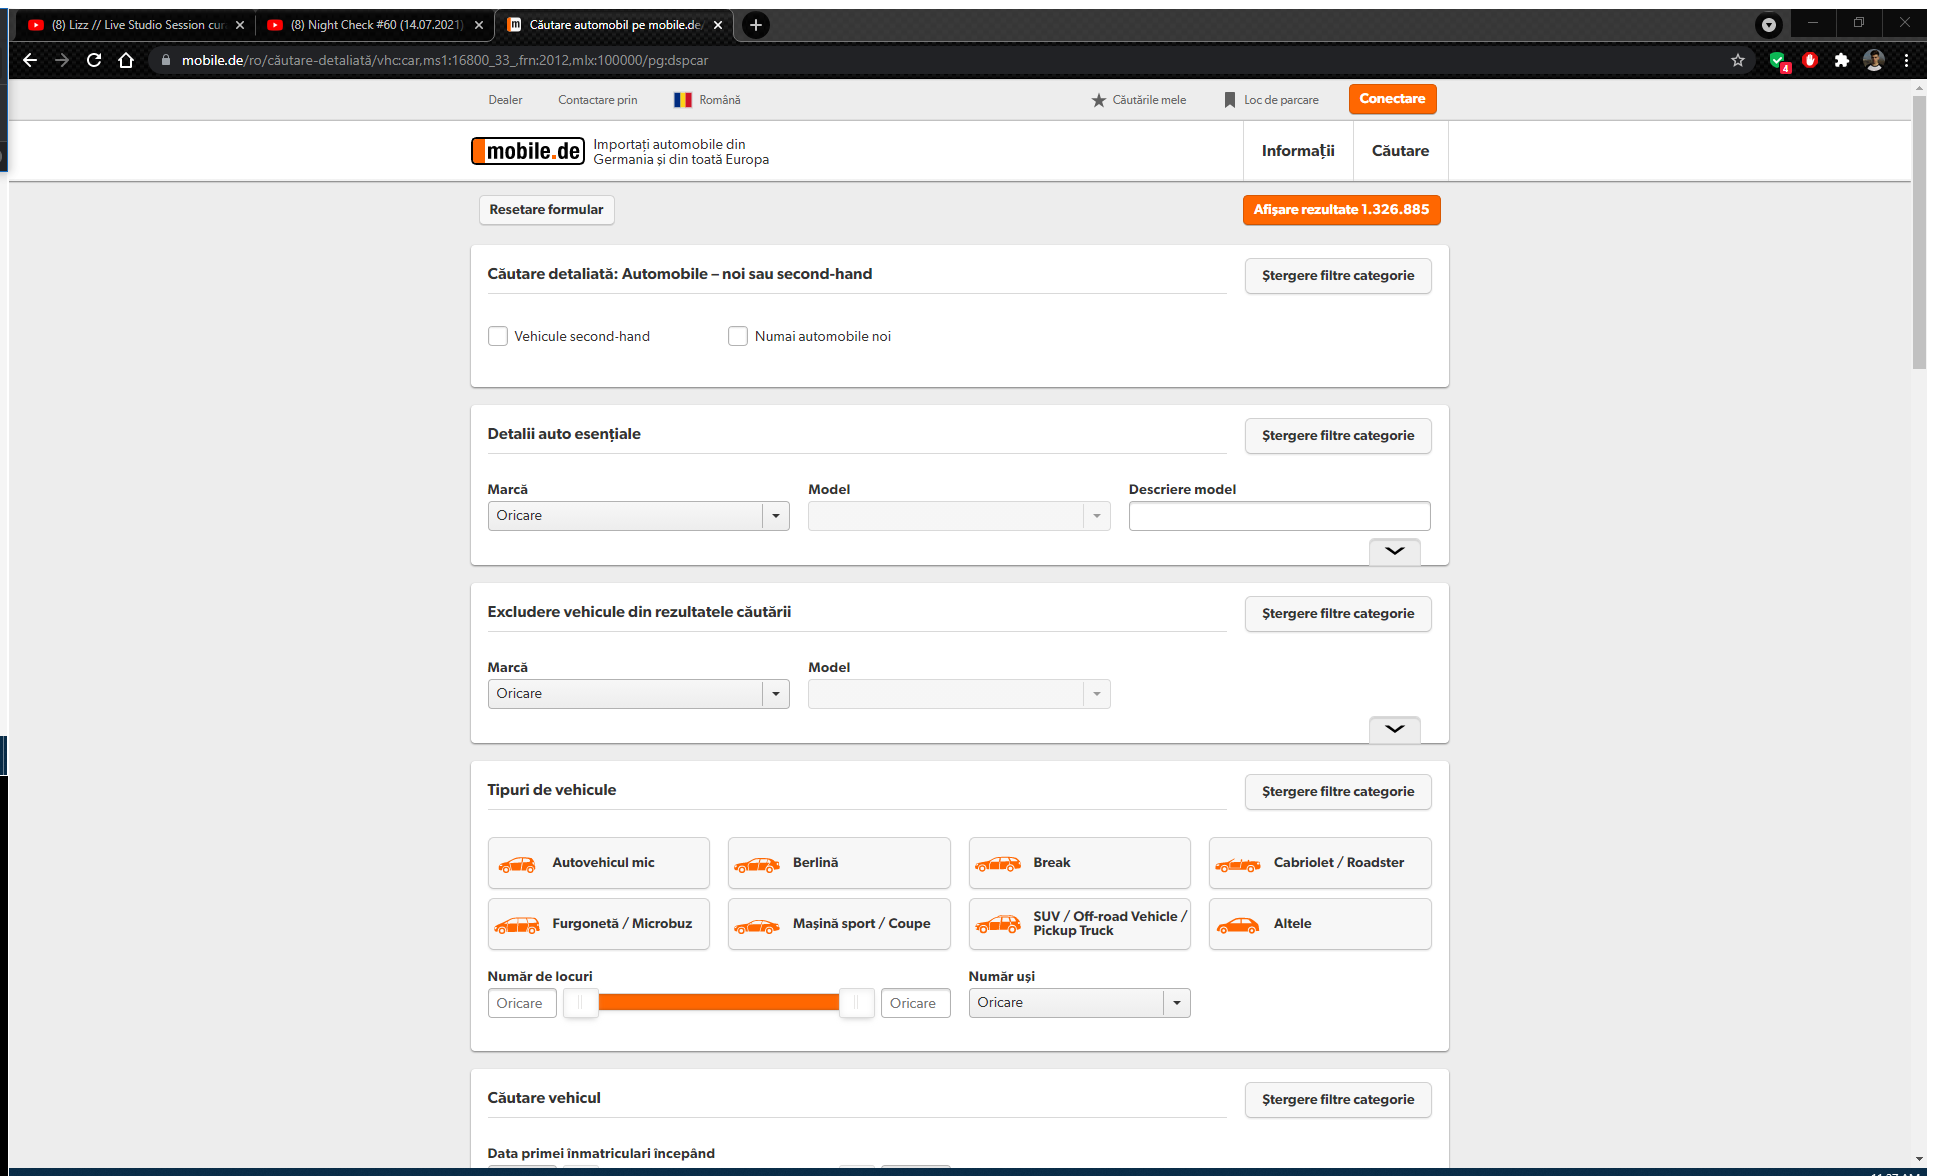 (8) Lizz // Live Studio Session cu
(8) Night Check #60 (14.07.2021)
Căutare automobil pe mobile.de
mobile.de/ro/căutare-detaliată/vhc:car,ms1:16800_33_,frn:2012,mlx:100000/pg:dspcar
4
Dealer
Contactare prin
Română
Căutările mele
Loc de parcare
Conectare
mobile.de
Importați automobile din
Germania și din toată Europa
Informații
Căutare
Resetare formular
Afișare rezultate 1.326.885
Căutare detaliată: Automobile – noi sau second-hand
Ștergere filtre categorie
Vehicule second-hand
Numai automobile noi
Detalii auto esențiale
Ștergere filtre categorie
Marcă
Model
Descriere model
Oricare
Excludere vehicule din rezultatele căutării
Ștergere filtre categorie
Marcă
Model
Oricare
Tipuri de vehicule
Ștergere filtre categorie
Autovehicul mic
Berlină
Break
Cabriolet / Roadster
Furgonetă / Microbuz
Mașină sport / Coupe
SUV / Off-road Vehicle /
Pickup Truck
Altele
Număr de locuri
Număr uși
Oricare
Oricare
Oricare
Căutare vehicul
Ștergere filtre categorie
Data primei înmatriculari începând